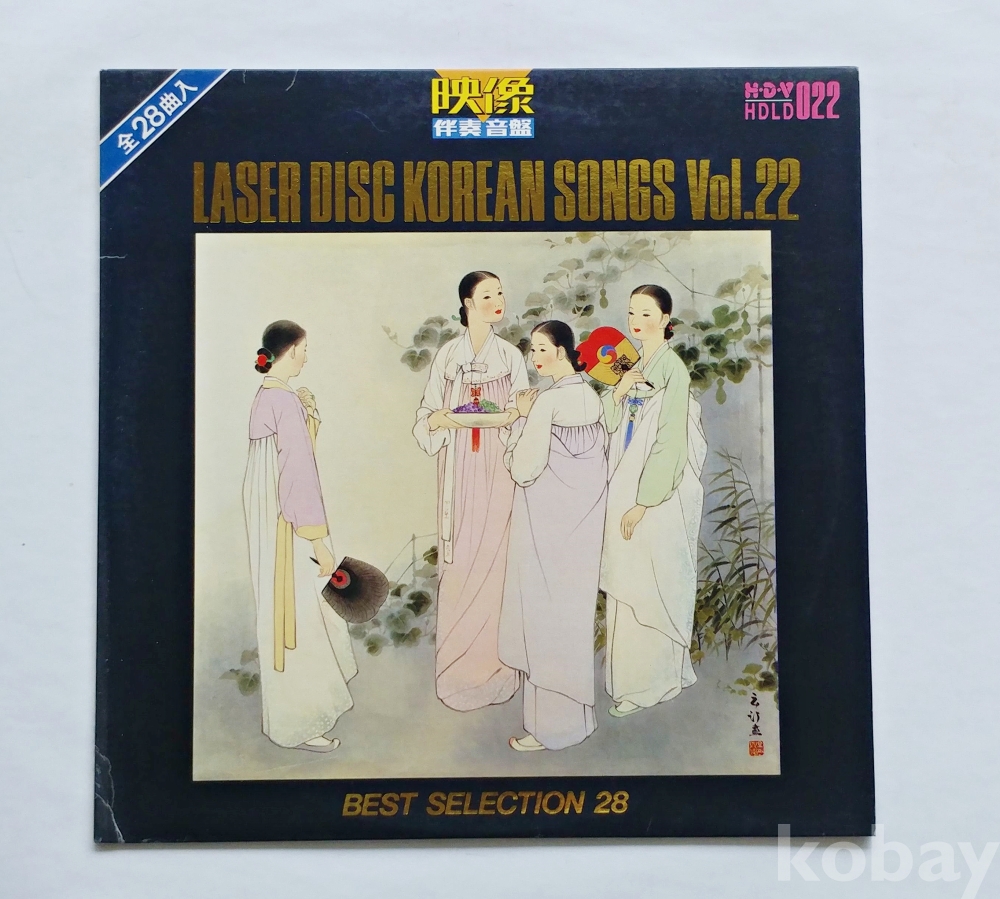 全28曲入
映像
伴奏音盤
H·D·V
HDLD022
LASER DISC KOREAN SONGS Vol.22
BEST SELECTION 28
kobay